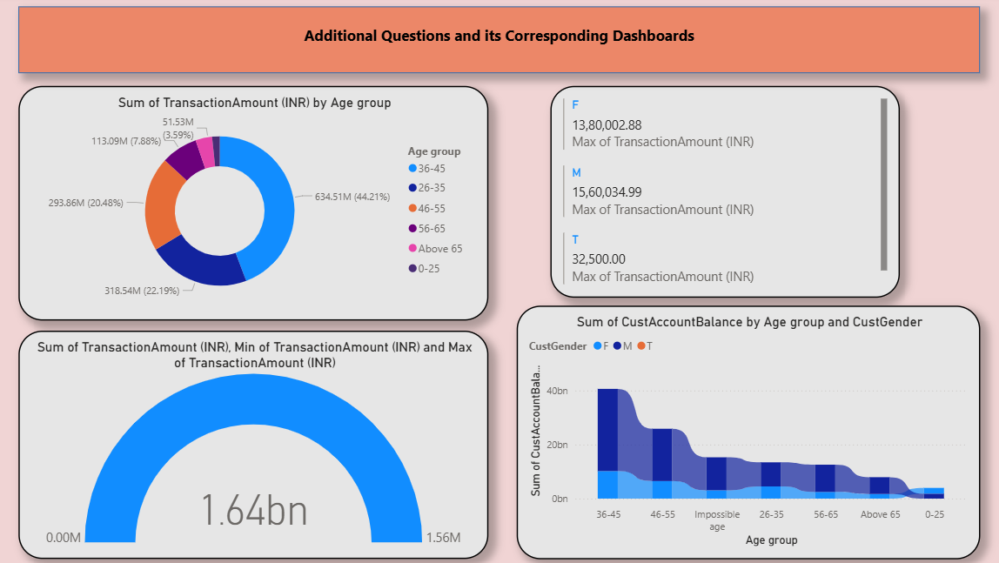 Additional Questions and its Corresponding Dashboards
Sum of TransactionAmount (INR) by Age group
51.53M
(3.59%)
113.09M (7.88%)
293.86M (20.48%)
318.54M (22.19%)
634.51M (44.21%)
Age group
36-45
26-35
46-55
56-65
Above 65
0-25
F
13,80,002.88
Max of TransactionAmount (INR)
M
15,60,034.99
Max of TransactionAmount (INR)
T
32,500.00
Max of TransactionAmount (INR)
Sum of TransactionAmount (INR), Min of TransactionAmount (INR) and Max
of TransactionAmount (INR)
1.64bn
0.00M
1.56M
Sum of CustAccountBalance by Age group and CustGender
CustGender F M T
Sum of CustAccountBala...
40bn
20bn
0bn
36-45 46-55 Impossible 26-35 56-65 Above 65 0-25
age
Age group